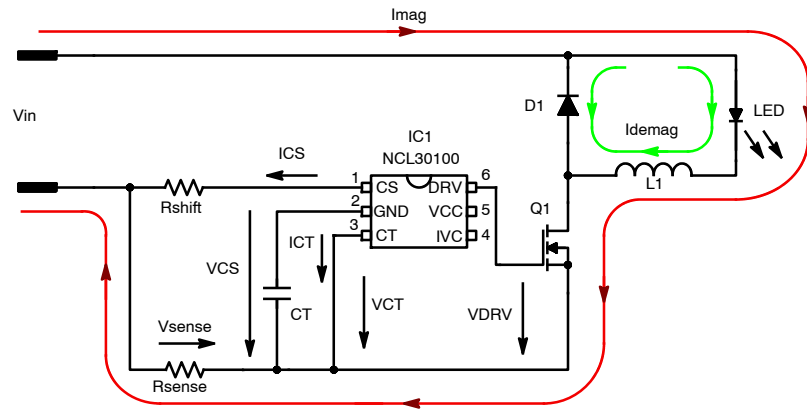 Imag
D1
LED
Vin
Idemag
IC1
NCL30100
ICS
1
CS
DRV
6
L1
Rshift
2
GND
VCC
5
Q1
3
CT
IVC
4
ICT
VCS
CT
VCT
VDRV
Vsense
Rsense